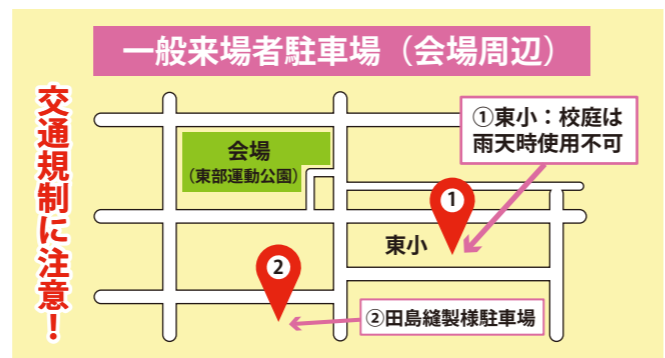 一般来場者駐車場（会場周辺）
交通規制に注意！
会場
（東部運動公園）
①東小：校庭は
雨天時使用不可
1
東小
2
②田島縫製様駐車場